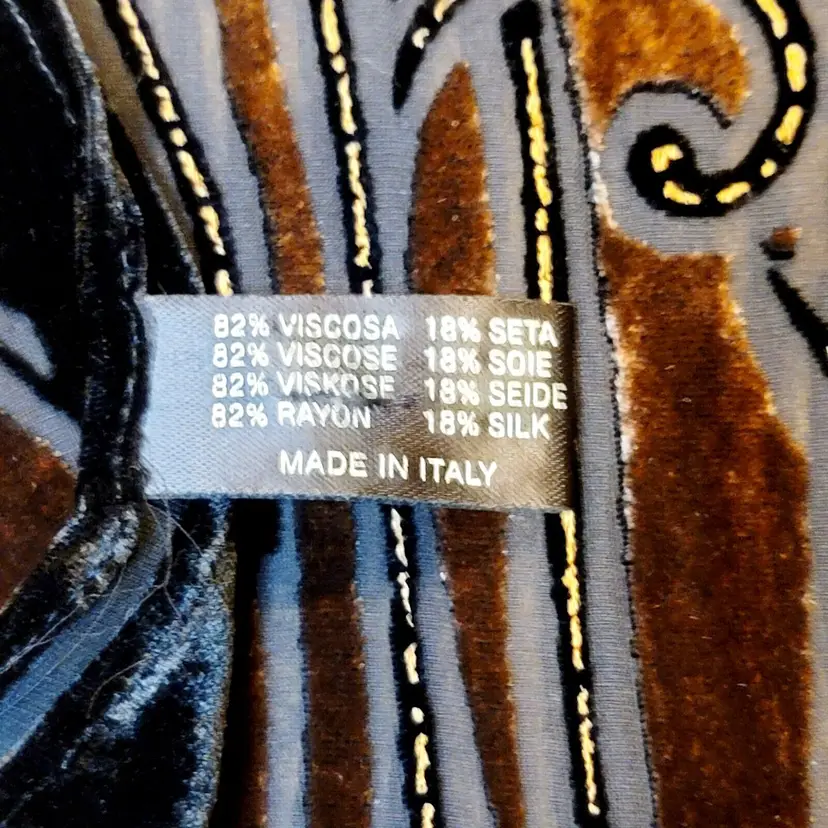 82% VISCOSA 18% SETA
82% VISCOSE 18% SOIE
82% VISKOSE 18% SEIDE
82% RAYON 18% SILK
MADE IN ITALY